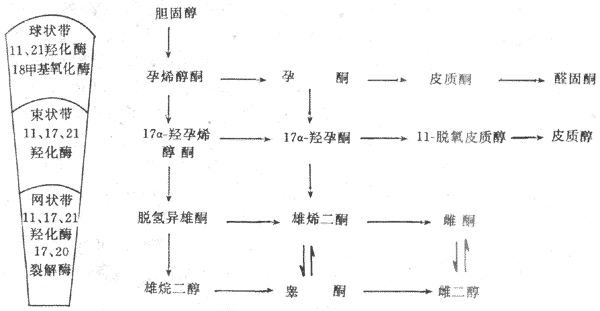 胆固醇
球状带
11、21羟化酶
18甲基氧化酶
孕烯醇酮
孕 酮
皮质酮
醛固酮
束状带
11、17、21
羟化酶
17α-羟孕烯
醇 酮
17α-羟孕酮
11-脱氧皮质醇
皮质醇
网状带
11、17、21
羟化酶
17、20
裂解酶
脱氢异雄酮
雄烯二酮
雌酮
雄烷二醇
睾 酮
雌二醇